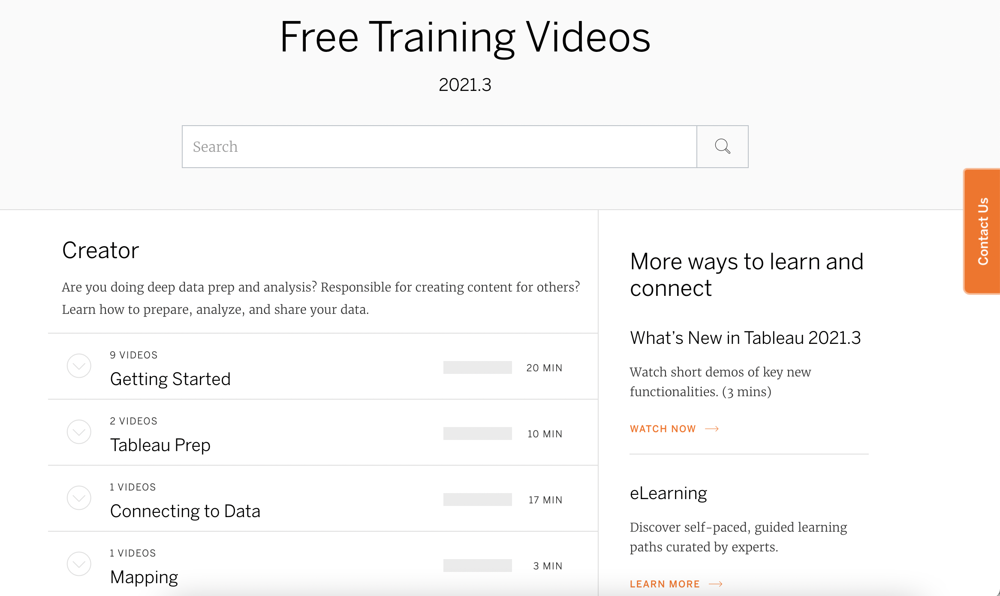 Free Training Videos
2021.3
Search
Contact Us
Creator
Are you doing deep data prep and analysis? Responsible for creating content for others?
Learn how to prepare, analyze, and share your data.
9 VIDEOS
Getting Started
20 MIN
2 VIDEOS
Tableau Prep
10 MIN
1 VIDEOS
Connecting to Data
17 MIN
1 VIDEOS
Mapping
3 MIN
More ways to learn and
connect
What’s New in Tableau 2021.3
Watch short demos of key new
functionalities. (3 mins)
WATCH NOW
eLearning
Discover self-paced, guided learning
paths curated by experts.
LEARN MORE